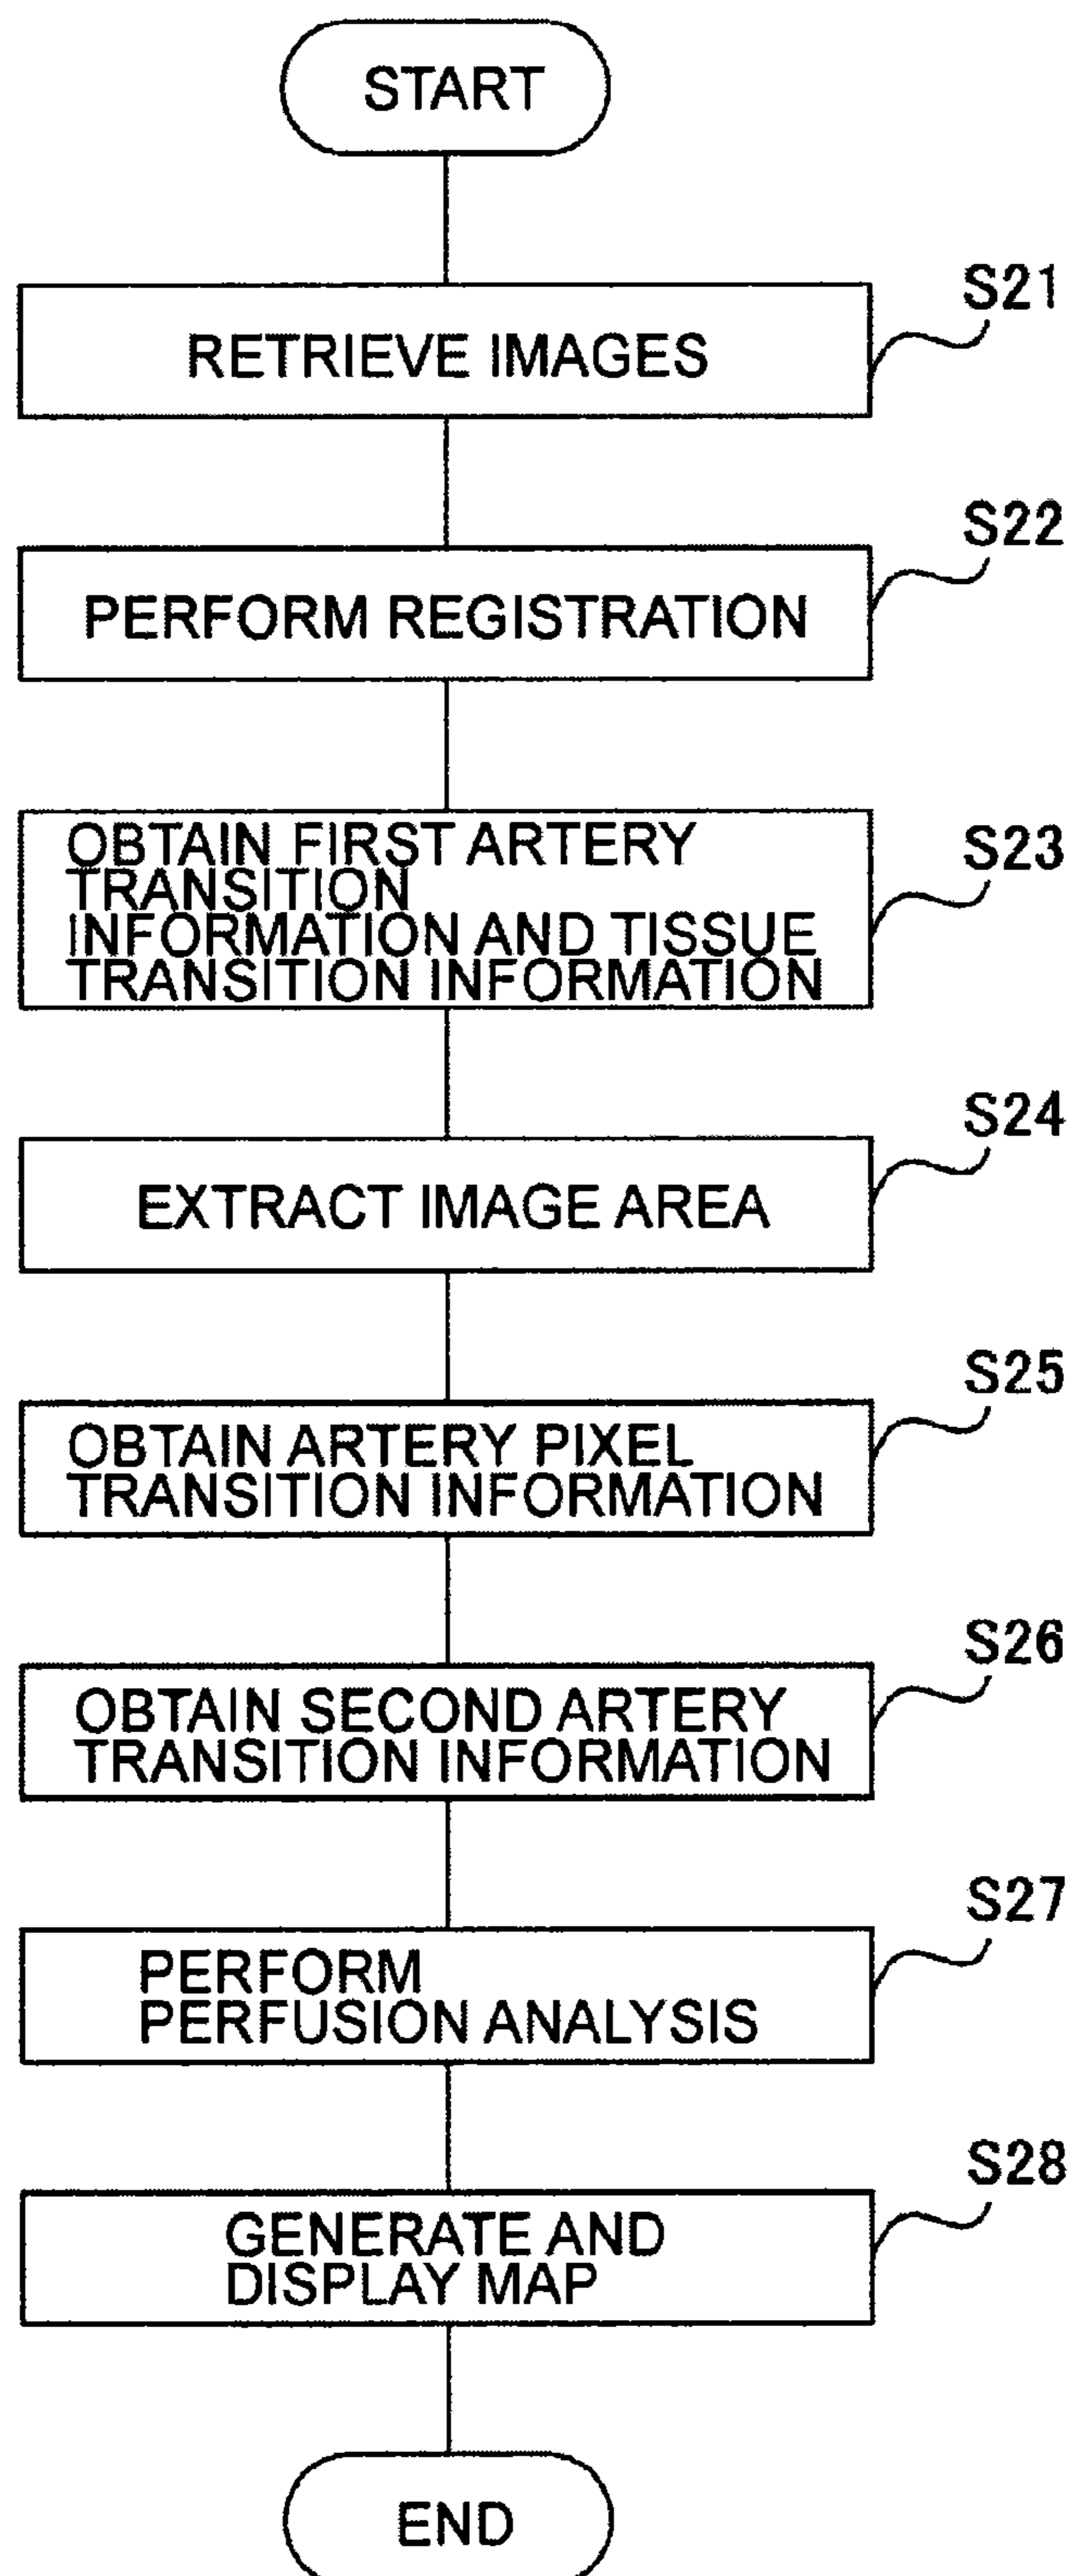 START
S21
RETRIEVE IMAGES
S22
PERFORM REGISTRATION
S23
OBTAIN FIRST ARTERY
TRANSITION
INFORMATION AND TISSUE
TRANSITION INFORMATION
S24
EXTRACT IMAGE AREA
S25
OBTAIN ARTERY PIXEL
TRANSITION INFORMATION
S26
OBTAIN SECOND ARTERY
TRANSITION INFORMATION
S27
PERFORM
PERFUSION ANALYSIS
S28
GENERATE AND
DISPLAY MAP
END